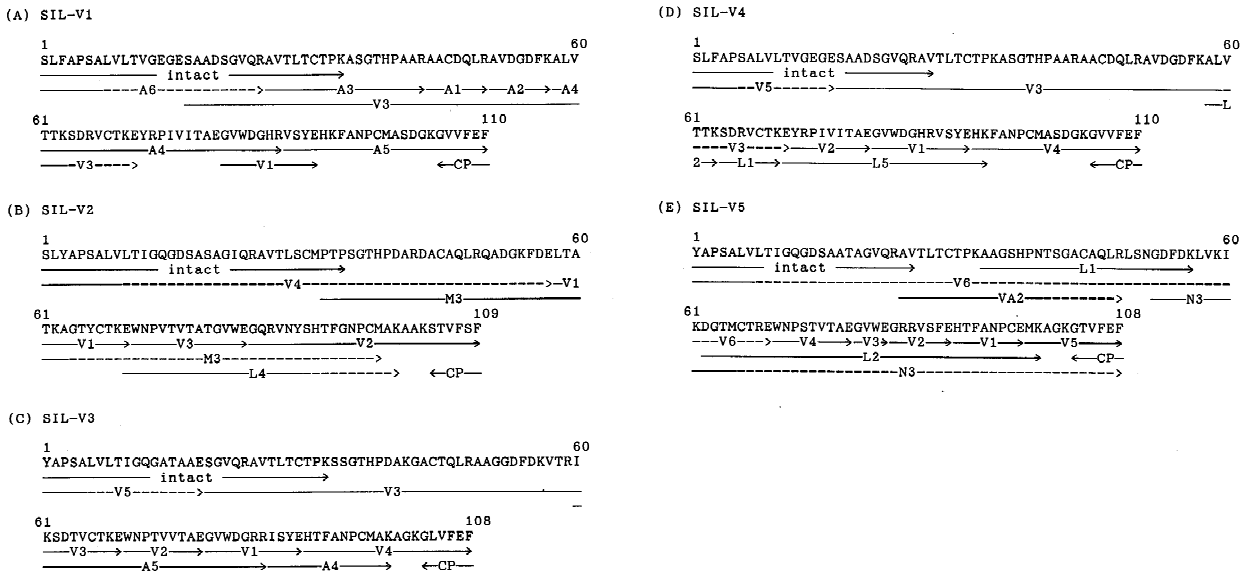 (A) SIL-V1
1 60
SLFAPSALVLTVGEGESAADSGVQRAVTLTCTPKASGTHPAARAACDQLRAVDGDFKALV
intact
A6 A3 A1 A2 A4
V3
61 110
TTKSDRVCTKEYRPIVITAEGVWDGHRVSYEHKFANPCMASDGKGVVFEF
A4 A5
V3 V1 CP
(B) SIL-V2
1 60
SLYAPSALVLTIGQGDSASAGIQRAVTLSCMPTPSGTHPDARDACAQLRQADGKFDELTA
intact
V4 V1
M3
61 109
TKAGTYCTKEWNPVTVTATGVWEGQRVNYSHTFGNPCMAKAAKSTVFSF
V1 V3 V2
M3
L4 CP
(C) SIL-V3
1 60
YAPSALVLTIGQGATAAESGVQRAVTLTCTPKSSGTHPDAKGACTQLRAAGGDFDKVTRI
intact
V5 V3
61 108
KSDTVCTKEWNPTVVTAEGVWDGRRISYEHTFANPCMAKAGKGLVFEF
V3 V2 V1 V4
A5 A4 CP
(D) SIL-V4
1 60
SLFAPSALVLTVGEGESAADSGVQRAVTLTCTPKASGTHPAARAACDQLRAVDGDFKALV
intact
V5 V3
L
61 110
TTKSDRVCTKEYRPIVITAEGVWDGHRVSYEHKFANPCMASDGKGVVFEF
V3 V2 V1 V4
2 L1 L5 CP
(E) SIL-V5
1 60
YAPSALVLTIGQGDSAATAGVQRAVTLTCTPKAAGSHPNTSGACAQLRLSNGDFDKLVKI
intact L1
V6
VA2 N3
61 108
KDGTMCTREWNPSTVTAEGVWEGRRVSFEHTFANPCEMKAGKGTVFEF
V6 V4 V3 V2 V1 V5
L2 CP
N3